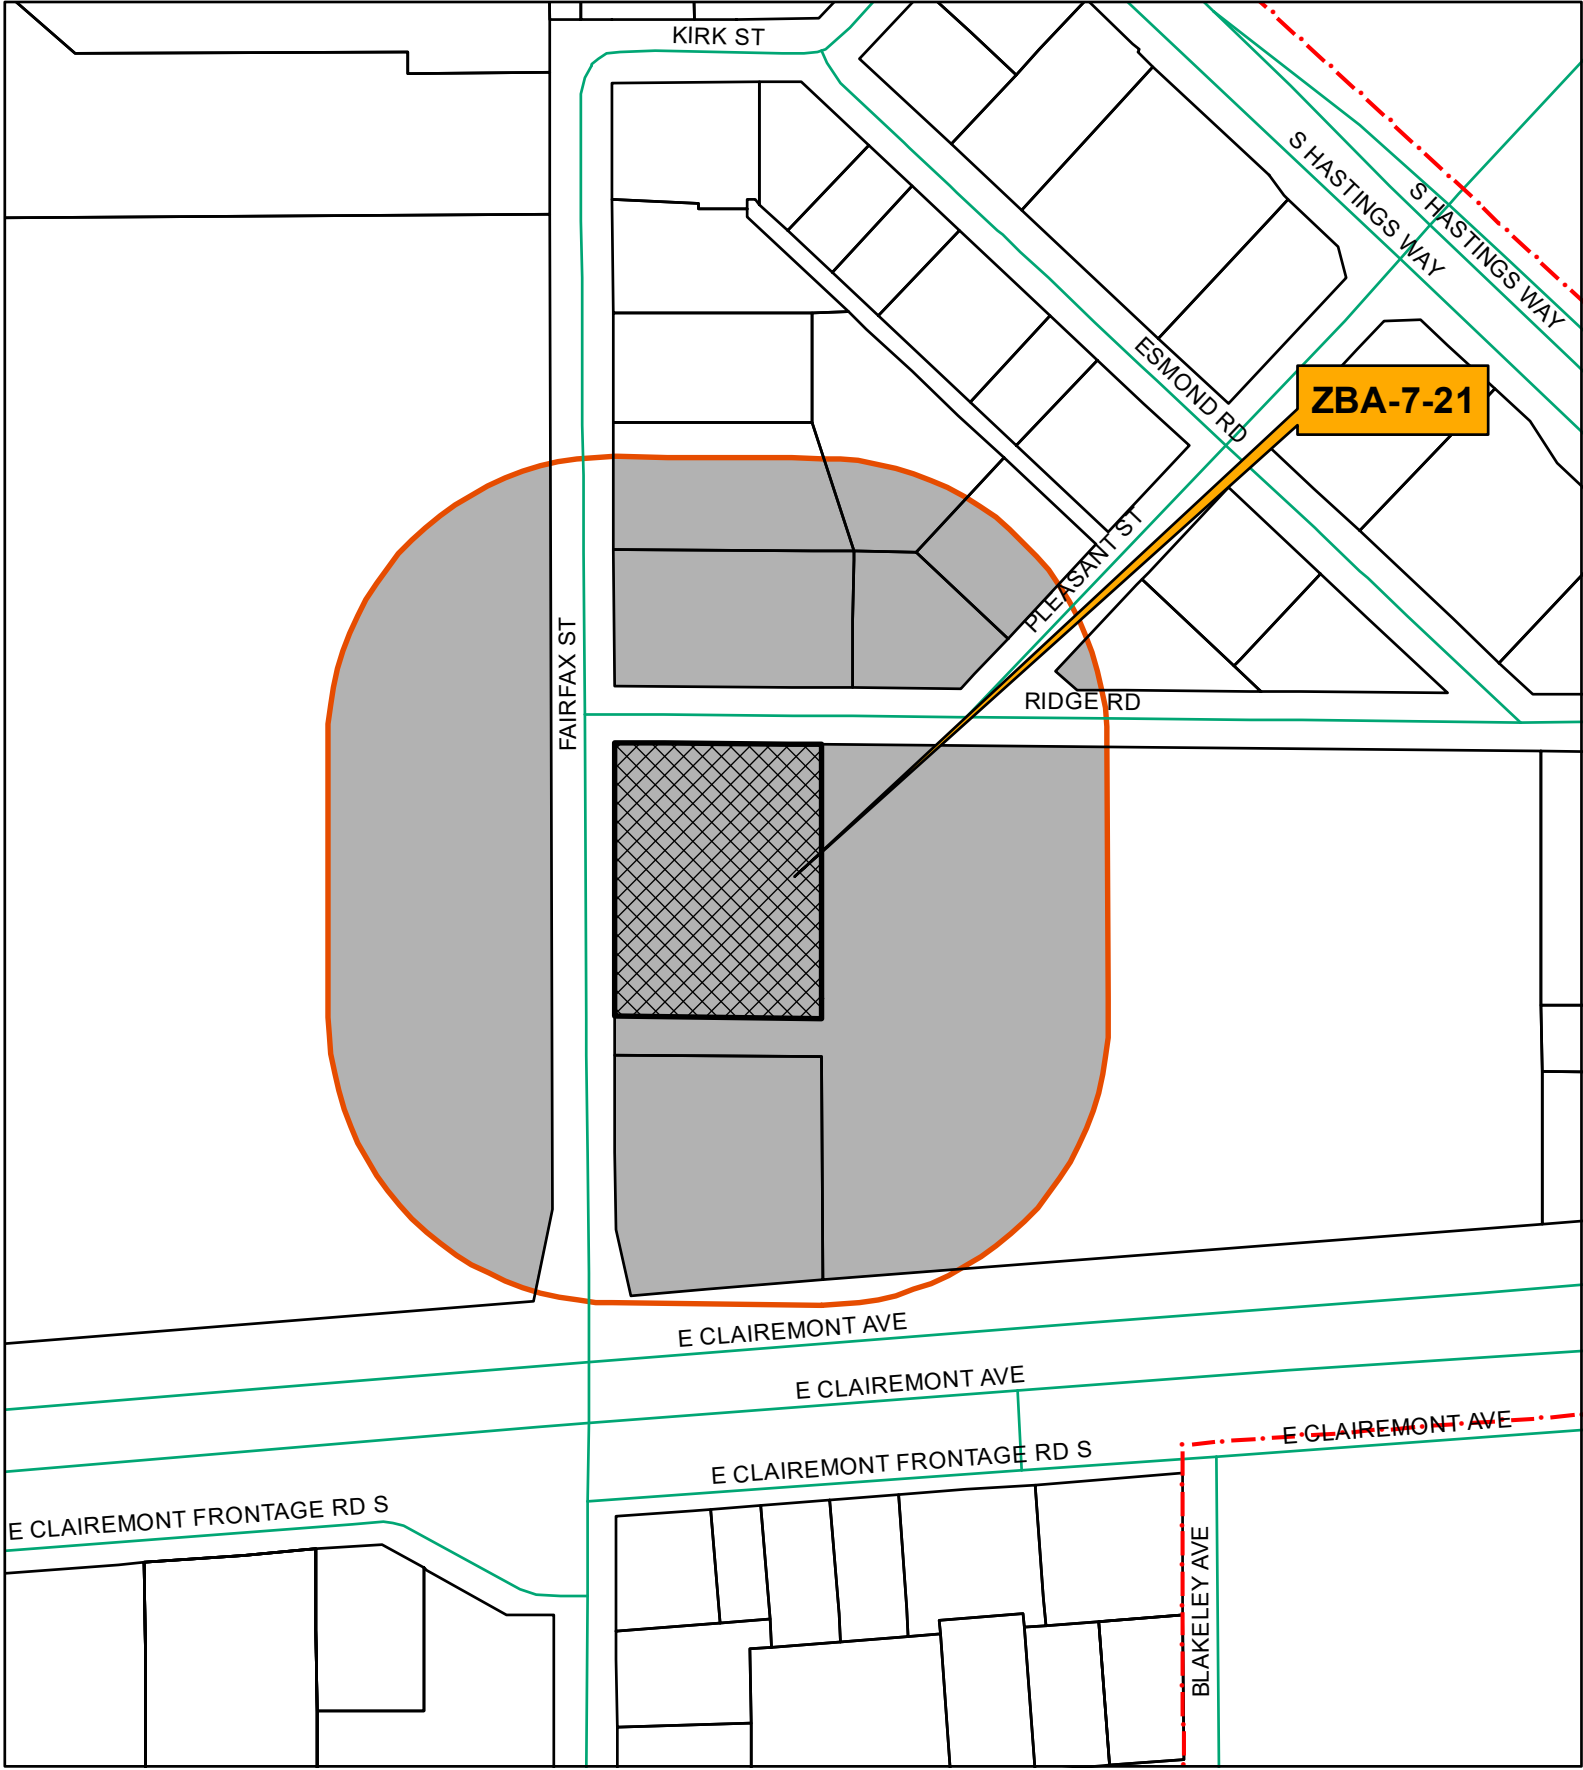 KIRK ST
S HASTINGS WAY
S HASTINGS WAY
ESMOND RD
ZBA-7-21
PLEASANT ST
FAIRFAX ST
RIDGE RD
E CLAIREMONT AVE
E CLAIREMONT AVE
E CLAIREMONT AVE
E CLAIREMONT FRONTAGE RD S
E CLAIREMONT FRONTAGE RD S
BLAKELEY AVE